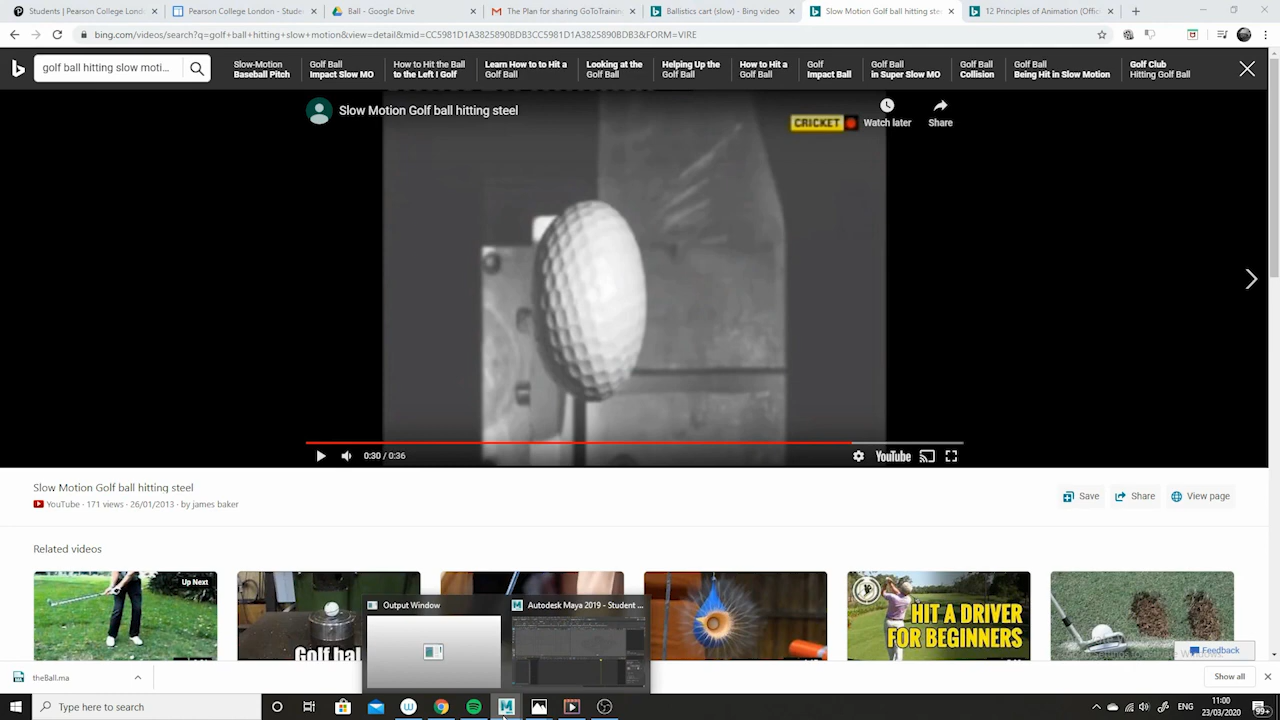 Students | Pearson College Lon
Pearson College London - Stude
Ball - Google Drive
The Plan for sharing GoToTraining
Ballistics cart (slow) - Bing video
Slow Motion Golf ball hitting ste
12 Principles of Animation (Offic
bing.com/videos/search?q=golf+ball+hitting+slow+motion&view=detail&mid=CC5981D1A3825890BDB3CC5981D1A3825890BDB3&FORM=VIRE
golf ball hitting slow moti...
Slow-Motion
Baseball Pitch
Golf Ball
Impact Slow MO
How to Hit the Ball
to the Left I Golf
Learn How to to Hit a
Golf Ball
Looking at the
Golf Ball
Helping Up the
Golf Ball
How to Hit a
Golf Ball
Golf
Impact Ball
Golf Ball
in Super Slow MO
Golf Ball
Collision
Golf Ball
Being Hit in Slow Motion
Golf Club
Hitting Golf Ball
Slow Motion Golf ball hitting steel
CRICKET
Watch later
Share
0:30 / 0:36
YouTube
Slow Motion Golf ball hitting steel
YouTube · 171 views · 26/01/2013 · by james baker
Save
Share
View page
Related videos
Up Next
Golf bal
HIT A DRIVER
FOR BEGINNERS
Output Window
Autodesk Maya 2019 - Student ...
Feedback
theBall.ma
Show all
Type here to search
ENG
11:00
23/03/2020
99+